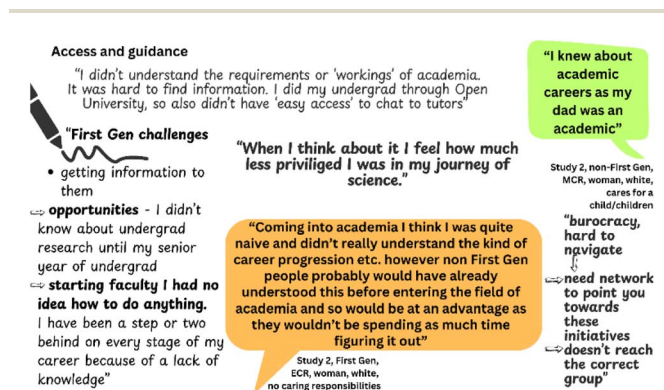 Access and guidance
"I didn't understand the requirements or 'workings' of academia.
It was hard to find information. I did my undergrad through Open
University, so also didn't have 'easy access' to chat to tutors"
"First Gen challenges
• getting information to
them
⇨ opportunities - I didn't
know about undergrad
research until my senior
year of undergrad
⇨ starting faculty I had no
idea how to do anything.
I have been a step or two
behind on every stage of my
career because of a lack of
knowledge"
"When I think about it I feel how much
less priviliged I was in my journey of
science."
"Coming into academia I think I was quite
naive and didn't really understand the kind of
career progression etc. however non First Gen
people probably would have already
understood this before entering the field of
academia and so would be at an advantage as
they wouldn't be spending as much time
figuring it out"
Study 2, First Gen,
ECR, woman, white,
no caring responsibilities
"I knew about
academic
careers as my
dad was an
academic"
Study 2, non-First Gen,
MCR, woman, white,
cares for a
child/children
"burocracy,
hard to
navigate
⇨need network
to point you
towards
these
initiatives
⇨doesn't reach
the correct
group"